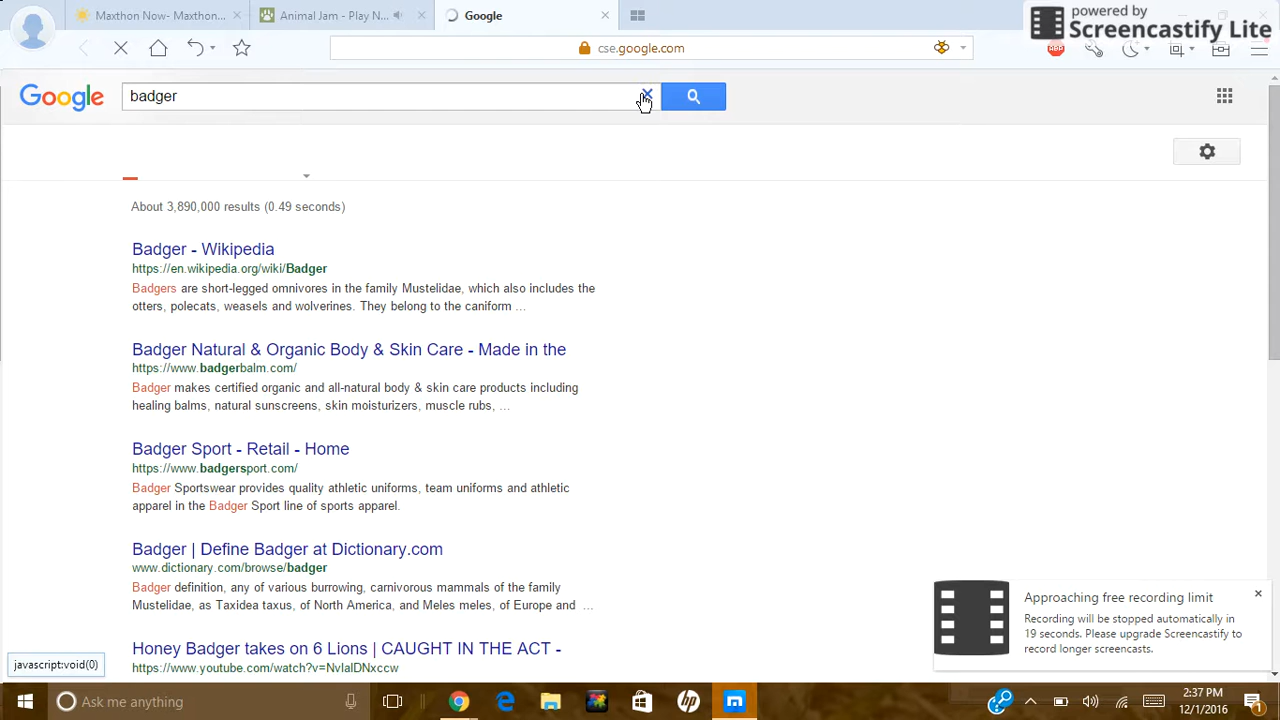 powered by
Screencastify Lite
Maxthon Now- Maxthon...
Animal Jam - Play N...
Google
cse.google.com
ABP
Google
badger
About 3,890,000 results (0.49 seconds)
Badger - Wikipedia
https://en.wikipedia.org/wiki/Badger
Badgers are short-legged omnivores in the family Mustelidae, which also includes the
otters, polecats, weasels and wolverines. They belong to the caniform ...
Badger Natural & Organic Body & Skin Care - Made in the
https://www.badgerbalm.com/
Badger makes certified organic and all-natural body & skin care products including
healing balms, natural sunscreens, skin moisturizers, muscle rubs, ...
Badger Sport - Retail - Home
https://www.badgersport.com/
Badger Sportswear provides quality athletic uniforms, team uniforms and athletic
apparel in the Badger Sport line of sports apparel.
Badger | Define Badger at Dictionary.com
www.dictionary.com/browse/badger
Badger definition, any of various burrowing, carnivorous mammals of the family
Mustelidae, as Taxidea taxus, of North America, and Meles meles, of Europe and ...
Honey Badger takes on 6 Lions | CAUGHT IN THE ACT -
https://www.youtube.com/watch?v=NvIaIDNxccw
Approaching free recording limit
Recording will be stopped automatically in
19 seconds. Please upgrade Screencastify to
record longer screencasts.
javascript:void(0)
Ask me anything
hp
2:37 PM
12/1/2016
1